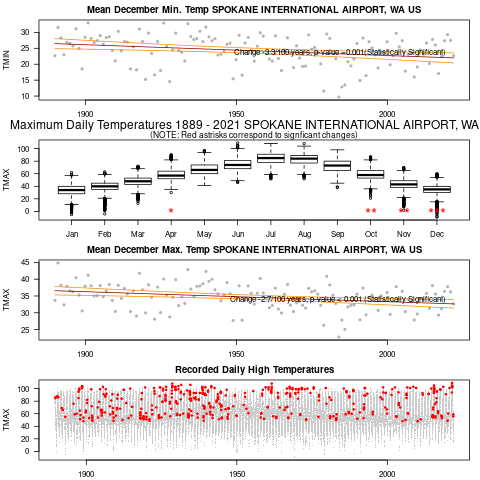 Mean December Min. Temp SPOKANE INTERNATIONAL AIRPORT, WA US
TMIN
30
25
20
15
10
Change -3.3/100 years, p-value =0.001(Statistically Significant)
1900
1950
2000
Maximum Daily Temperatures 1889 - 2021 SPOKANE INTERNATIONAL AIRPORT, WA
(NOTE: Red astrisks correspond to signficant changes)
TMAX
100
80
60
40
20
0
* ** ** ***
Jan Feb Mar Apr May Jun Jul Aug Sep Oct Nov Dec
Mean December Max. Temp SPOKANE INTERNATIONAL AIRPORT, WA US
TMAX
45
40
35
30
25
Change -2.7/100 years, p-value < 0.001 (Statistically Significant)
1900
1950
2000
Recorded Daily High Temperatures
TMAX
100
80
60
40
20
0
1900
1950
2000